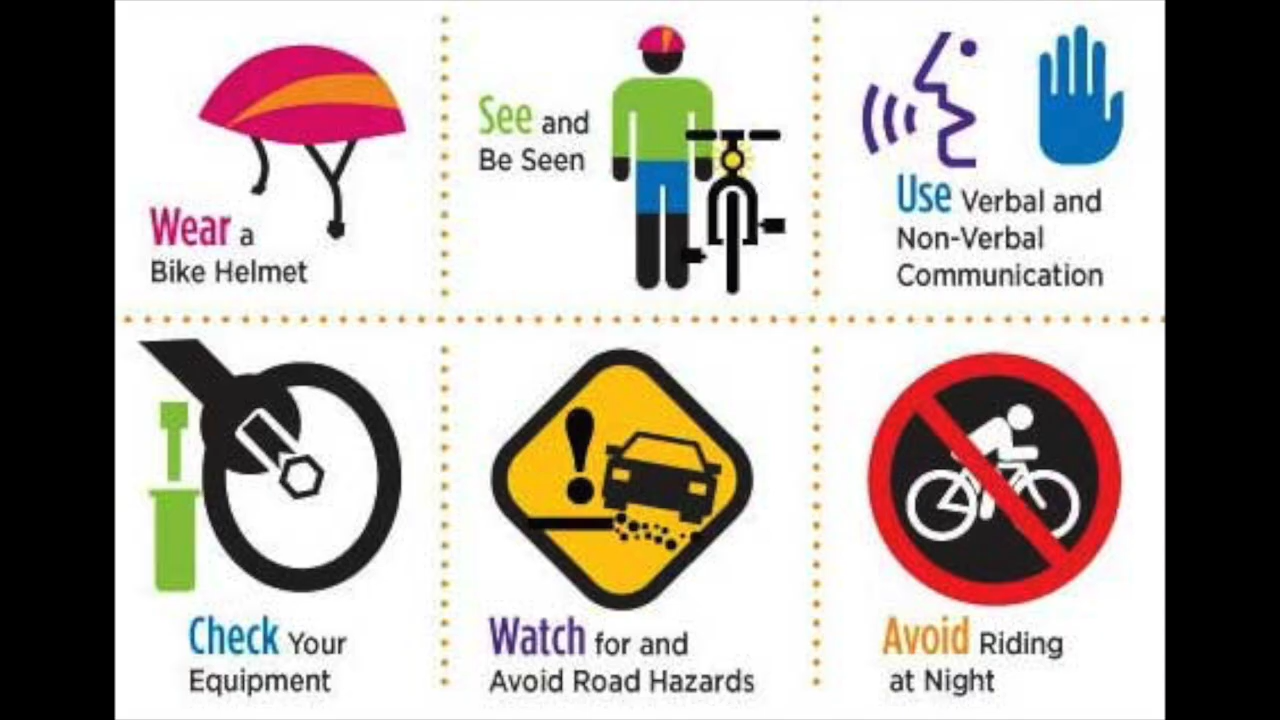 Wear a
Bike Helmet
See and
Be Seen
Use Verbal and
Non-Verbal
Communication
Check Your
Equipment
Watch for and
Avoid Road Hazards
Avoid Riding
at Night